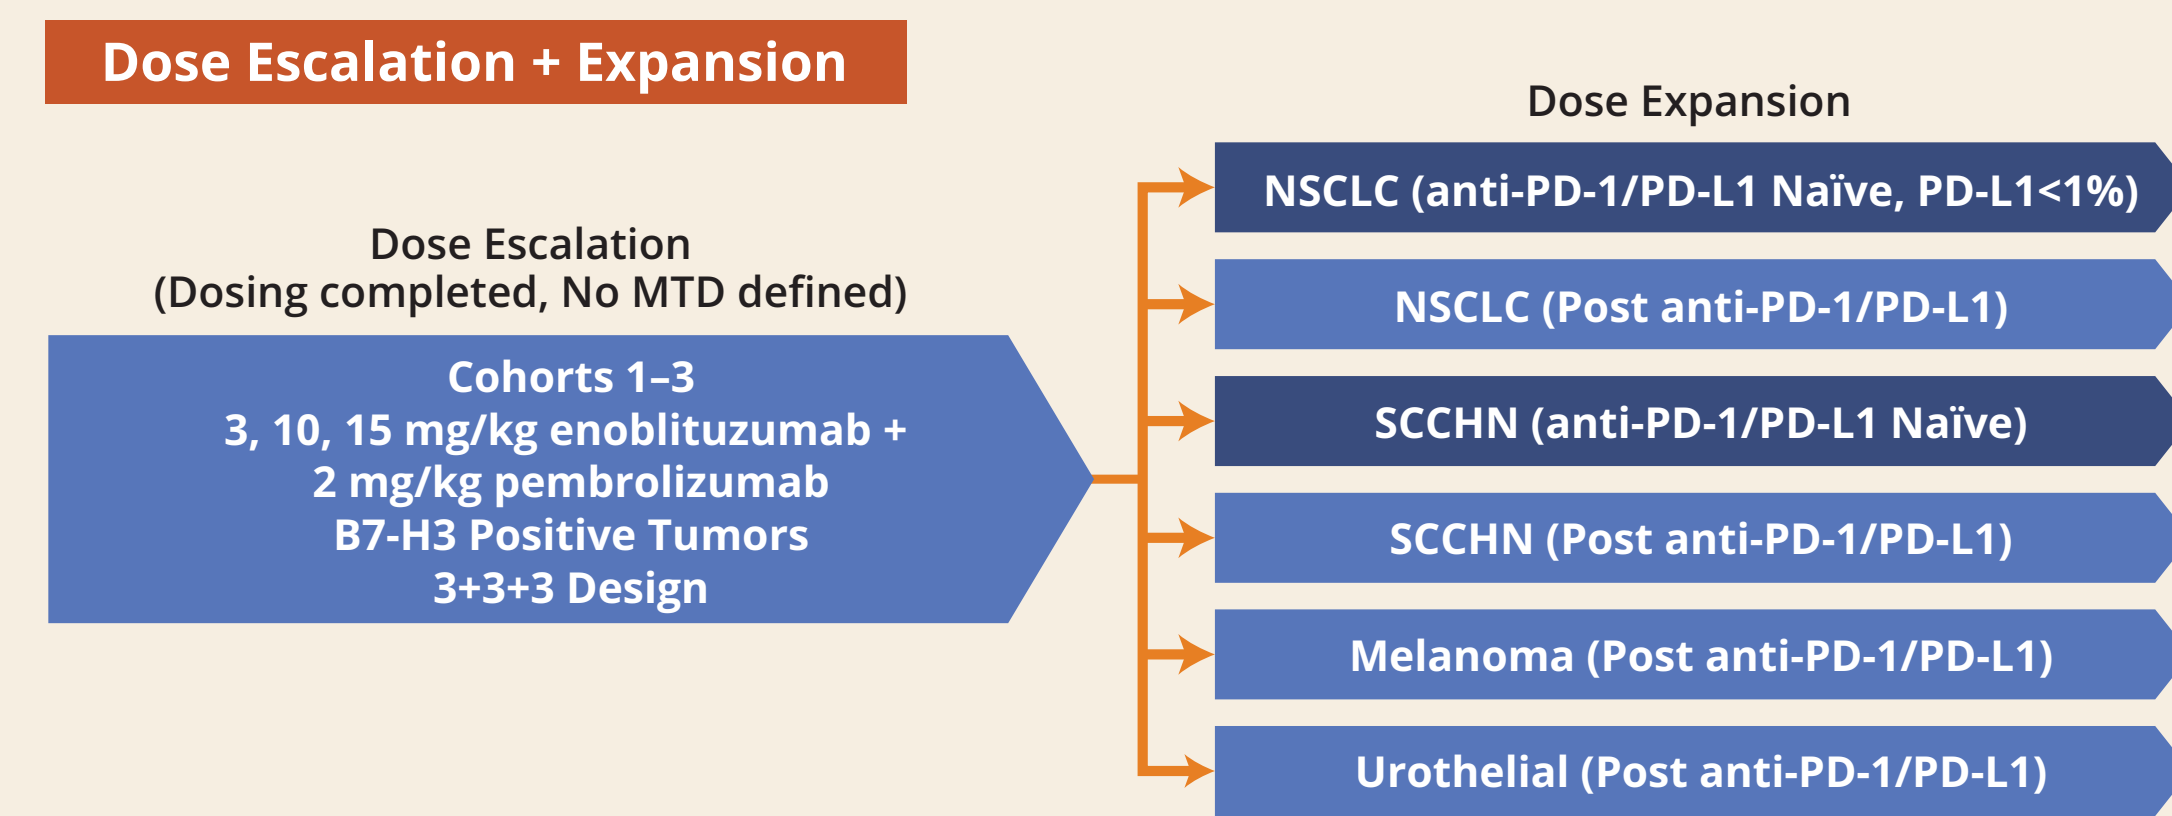 Dose Escalation + Expansion
Dose Escalation
(Dosing completed, No MTD defined)
Cohorts 1–3
3, 10, 15 mg/kg enoblituzumab +
2 mg/kg pembrolizumab
B7-H3 Positive Tumors
3+3+3 Design
Dose Expansion
NSCLC (anti-PD-1/PD-L1 Naïve, PD-L1<1%)
NSCLC (Post anti-PD-1/PD-L1)
SCCHN (anti-PD-1/PD-L1 Naïve)
SCCHN (Post anti-PD-1/PD-L1)
Melanoma (Post anti-PD-1/PD-L1)
Urothelial (Post anti-PD-1/PD-L1)